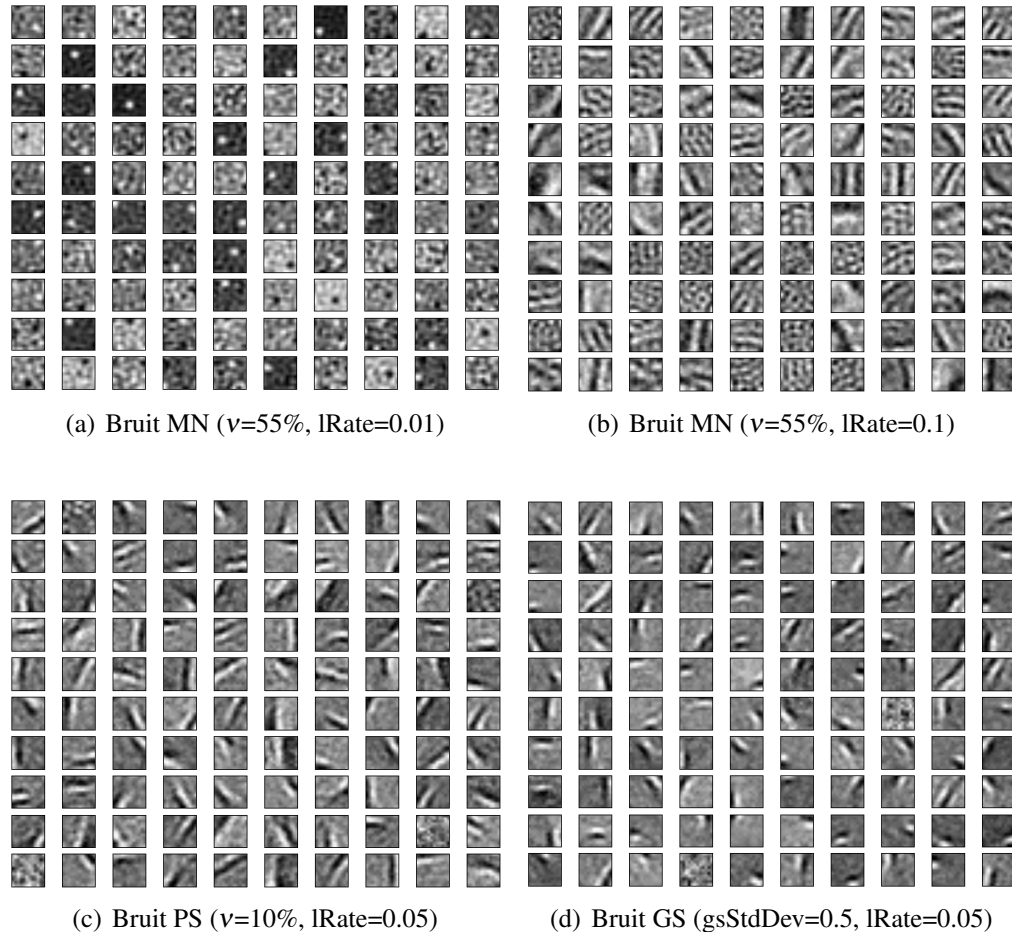 (a) Bruit MN (ν=55%, lRate=0.01)
(b) Bruit MN (ν=55%, lRate=0.1)
(c) Bruit PS (ν=10%, lRate=0.05)
(d) Bruit GS (gsStdDev=0.5, lRate=0.05)